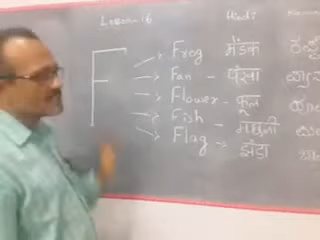 Lesson-16 Hindi
F
Frog मेंढक
Fan - पंखा
Flower - फूल
Fish - मछली
Flag - झंडा